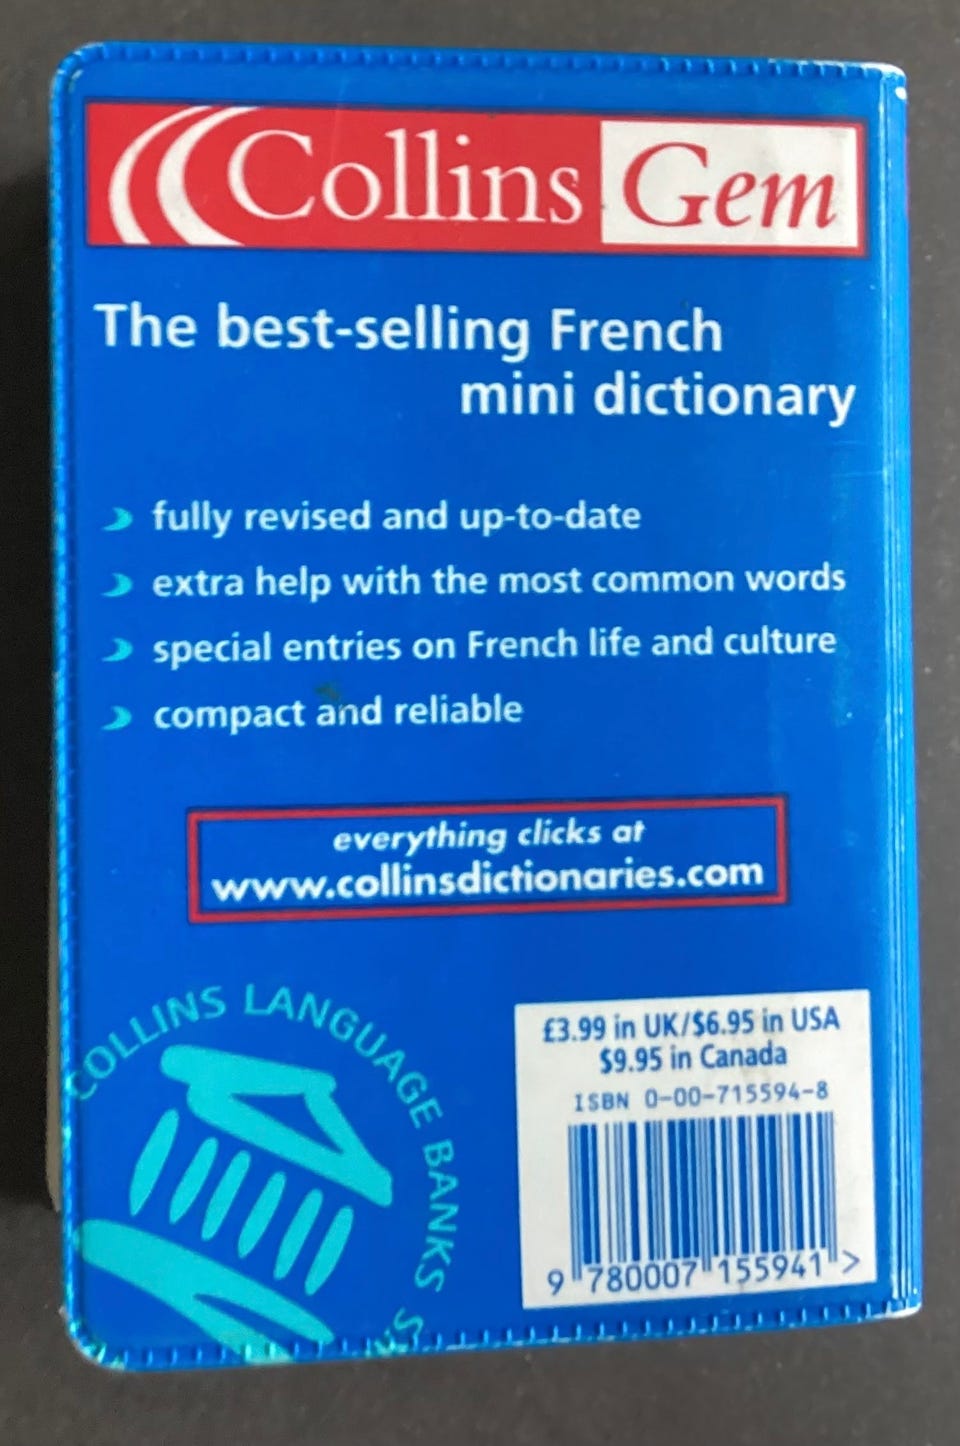 Collins Gem
The best-selling French
mini dictionary
fully revised and up-to-date
extra help with the most common words
special entries on French life and culture
compact and reliable
everything clicks at
www.collinsdictionaries.com
COLLINS LANGUAGE BANKS
£3.99 in UK/$6.95 in USA
$9.95 in Canada
ISBN 0-00-715594-8
9 780007 155941 >